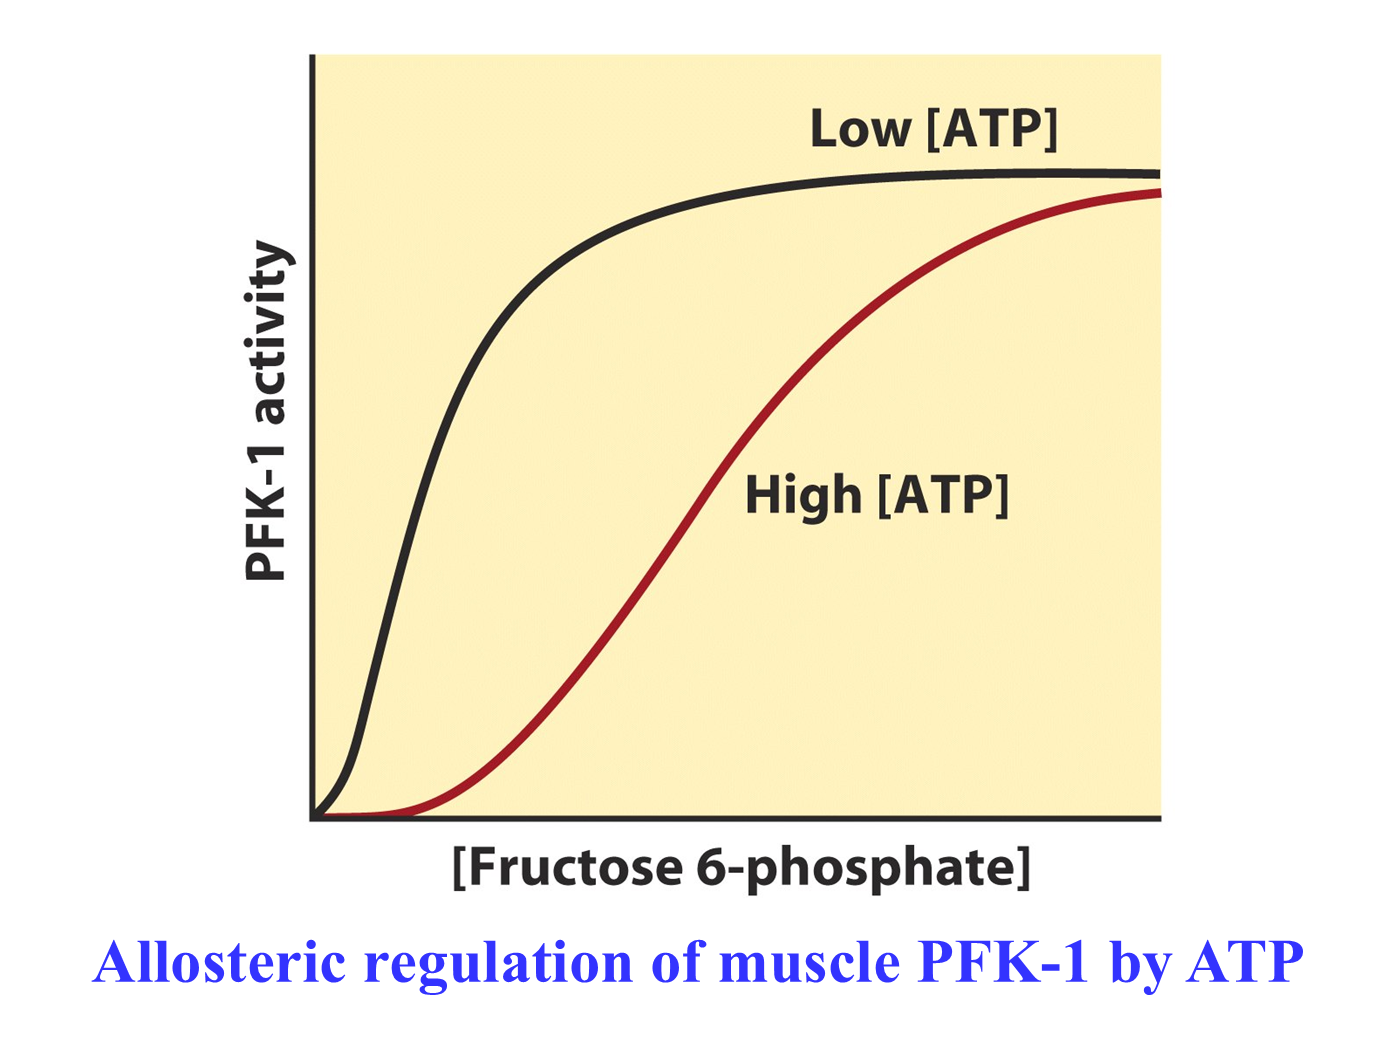 Low [ATP]
PFK-1 activity
High [ATP]
[Fructose 6-phosphate]
Allosteric regulation of muscle PFK-1 by ATP